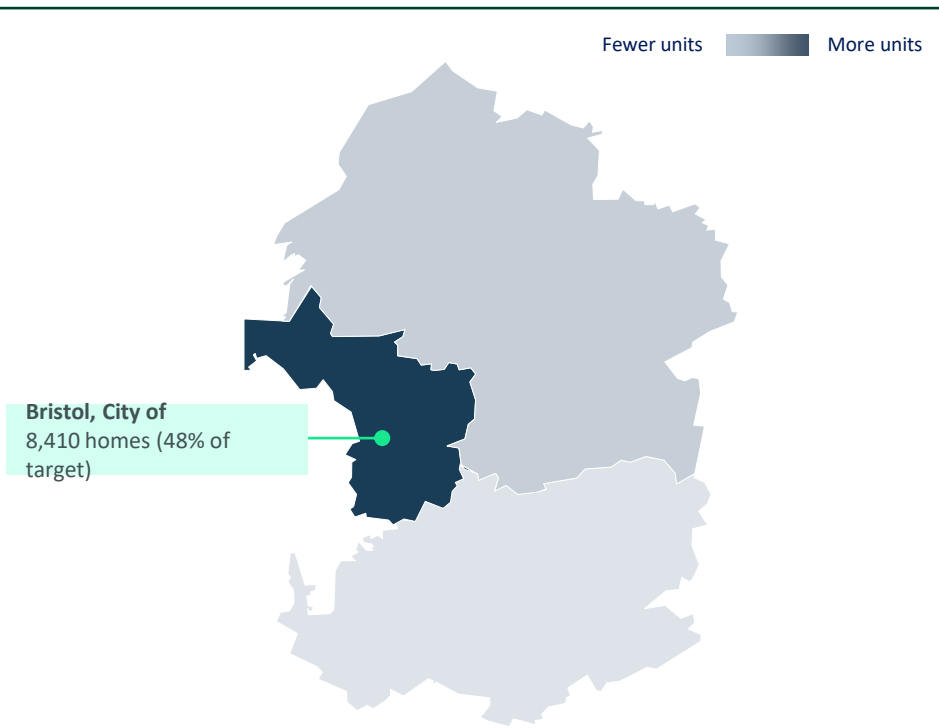 Fewer units
More units
Bristol, City of
8,410 homes (48% of
target)